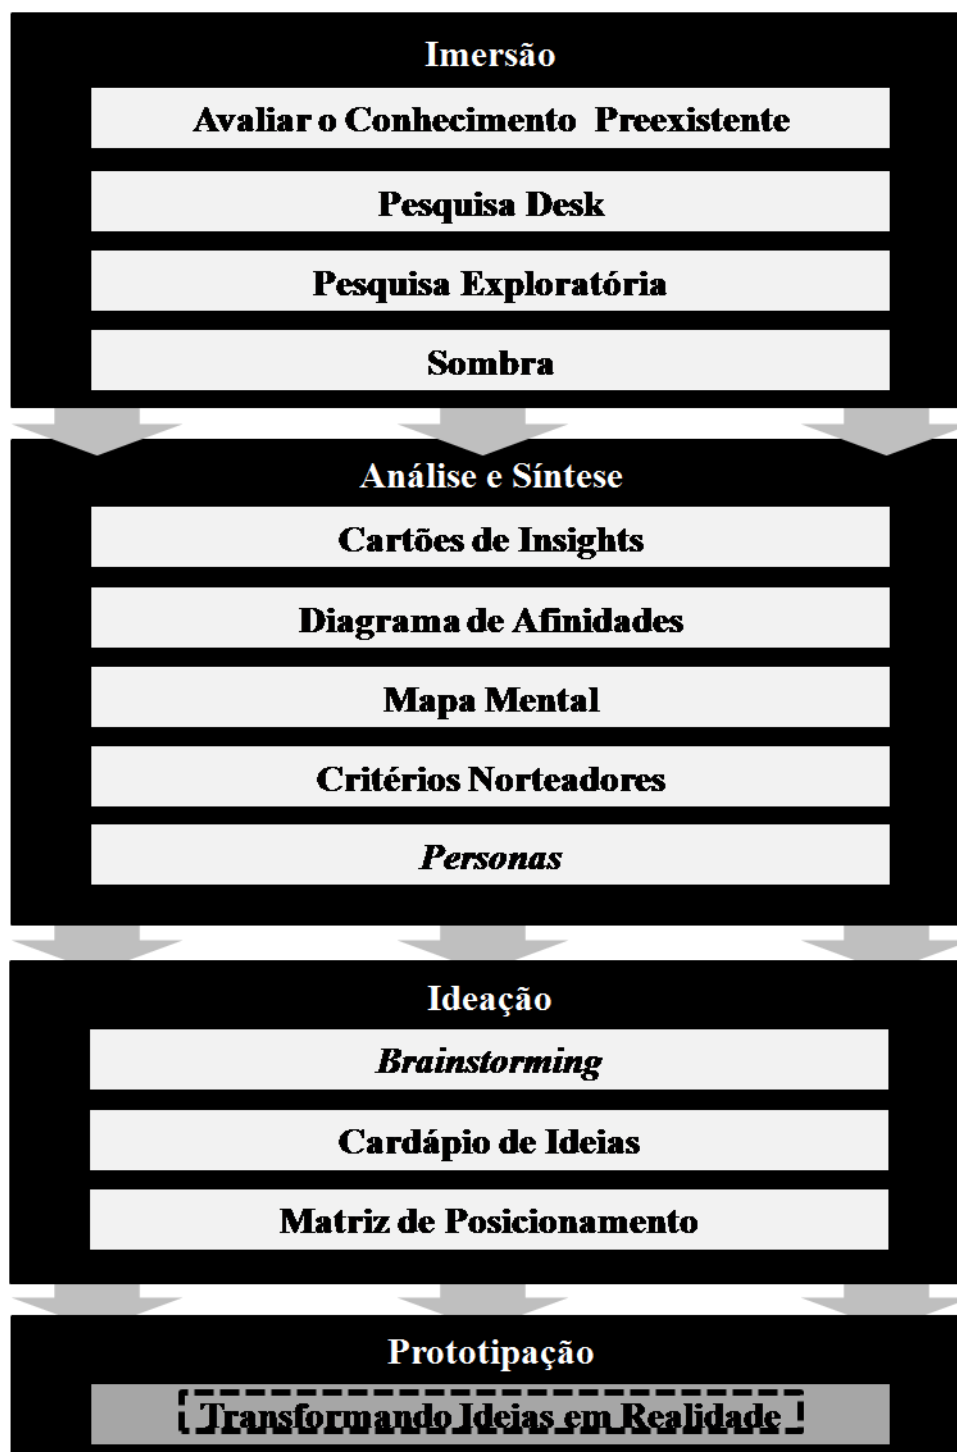 Imersão
Avaliar o Conhecimento Preexistente
Pesquisa Desk
Pesquisa Exploratória
Sombra
Análise e Síntese
Cartões de Insights
Diagrama de Afinidades
Mapa Mental
Critérios Norteadores
Personas
Ideação
Brainstorming
Cardápio de Ideias
Matriz de Posicionamento
Prototipação
Transformando Ideias em Realidade